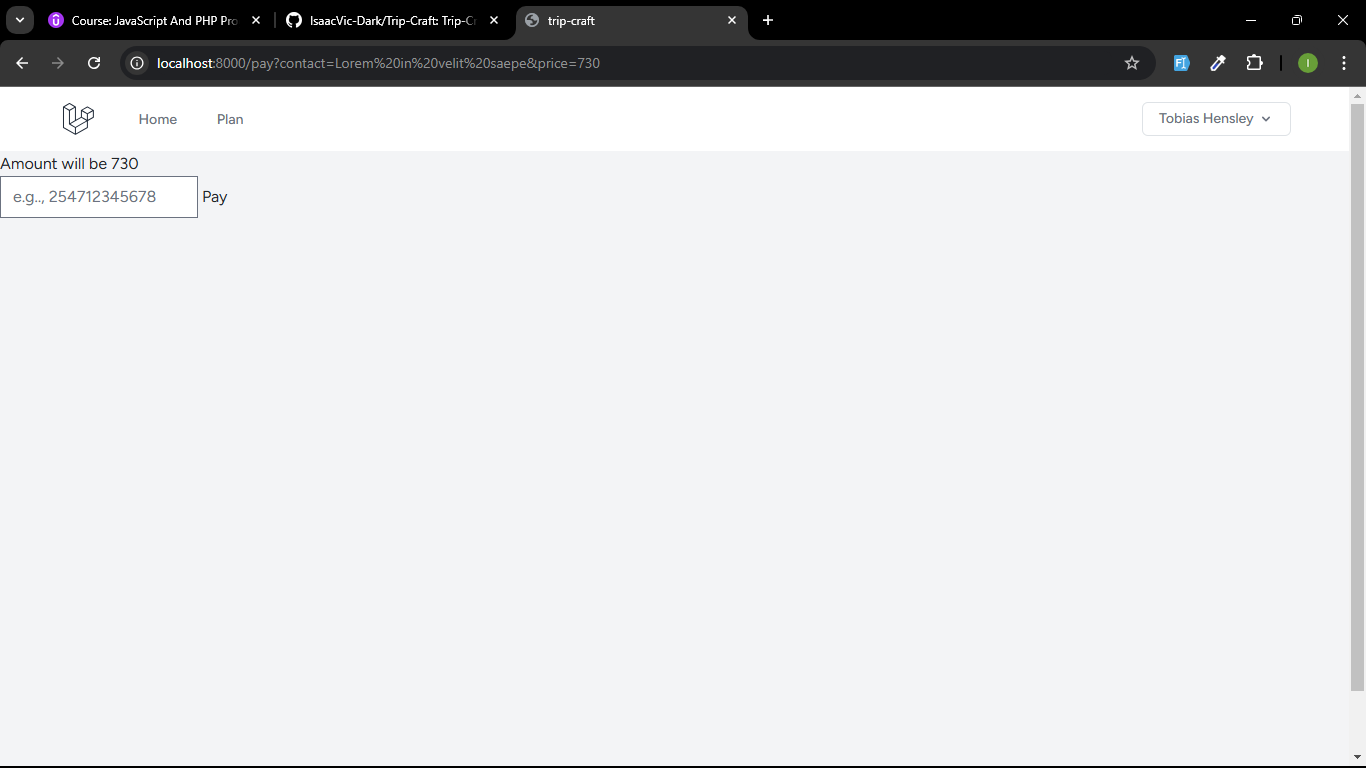 Course: JavaScript And PHP Pro
IsaacVic-Dark/Trip-Craft: Trip-Cr
trip-craft
localhost:8000/pay?contact=Lorem%20in%20velit%20saepe&price=730
I
Home
Plan
Tobias Hensley
Amount will be 730
e.g.., 254712345678
Pay